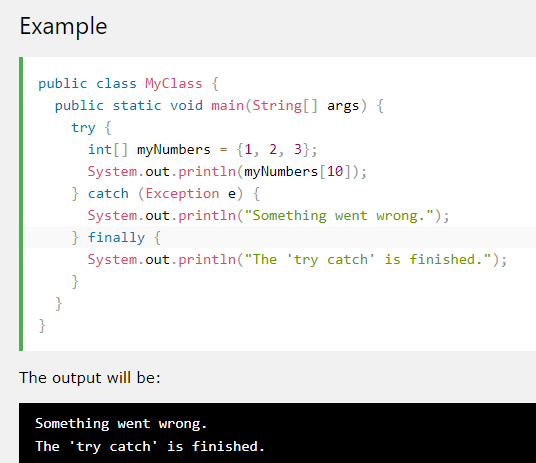 Example
public class MyClass {
  public static void main(String[] args) {
    try {
      int[] myNumbers = {1, 2, 3};
      System.out.println(myNumbers[10]);
    } catch (Exception e) {
      System.out.println("Something went wrong.");
    } finally {
      System.out.println("The 'try catch' is finished.");
    }
  }
}
The output will be:
Something went wrong.
The 'try catch' is finished.